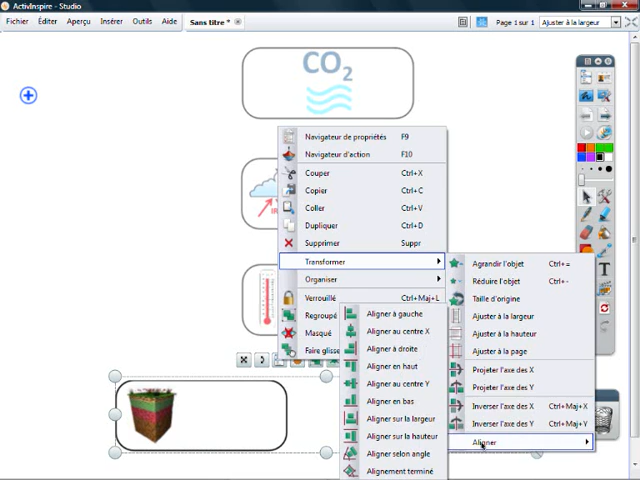 ActivInspire - Studio
Fichier Éditer Aperçu Insérer Outils Aide
Sans titre *
Page 1 sur 1
Ajuster à la largeur
CO2
Navigateur de propriétés F9
Navigateur d'action F10
Couper Ctrl+X
Copier Ctrl+C
Coller Ctrl+V
Dupliquer Ctrl+D
Supprimer Suppr
Transformer
Organiser
Verrouillé Ctrl+Maj+L
Regroupé
Masqué
Faire glisse
Agrandir l'objet Ctrl+=
Réduire l'objet Ctrl+-
Taille d'origine
Ajuster à la largeur
Ajuster à la hauteur
Ajuster à la page
Projeter l'axe des X
Projeter l'axe des Y
Inverser l'axe des X Ctrl+Maj+X
Inverser l'axe des Y Ctrl+Maj+Y
Aligner
Aligner à gauche
Aligner au centre X
Aligner à droite
Aligner en haut
Aligner au centre Y
Aligner en bas
Aligner sur la largeur
Aligner sur la hauteur
Aligner selon angle
Alignement terminé